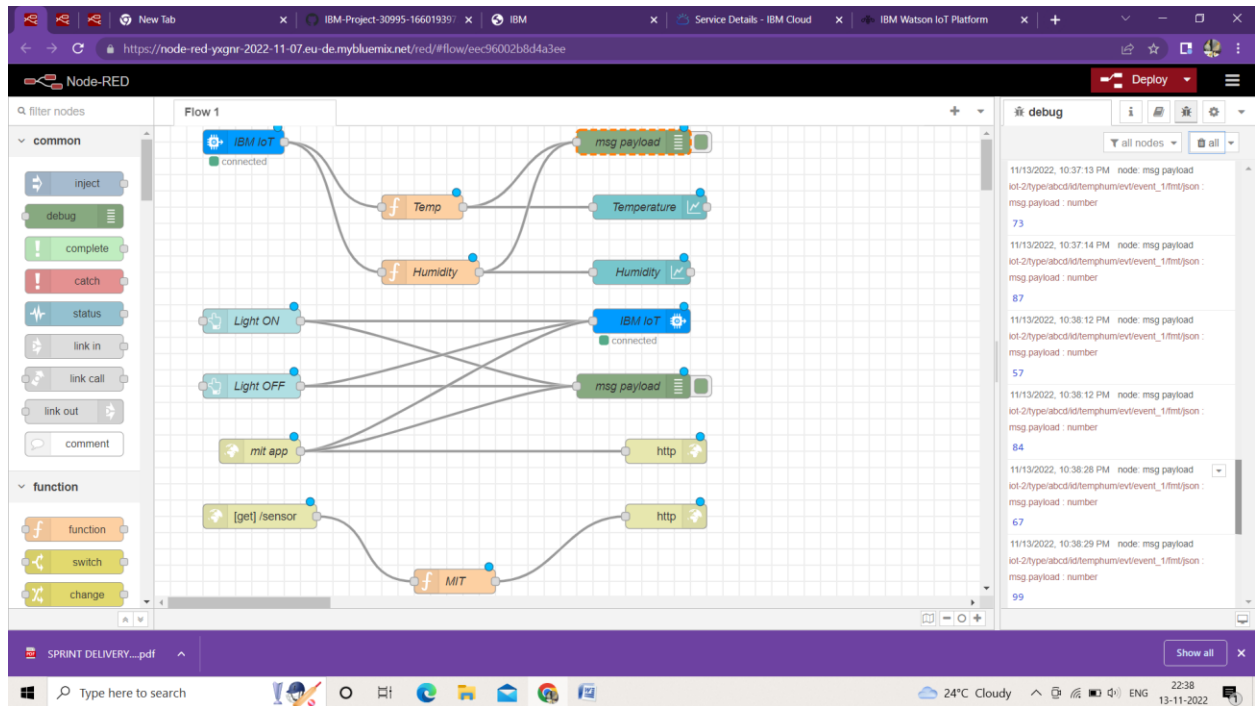 New Tab
IBM-Project-30995-16601939
IBM
Service Details - IBM Cloud
IBM Watson IoT Platform
https://node-red-yxgnr-2022-11-07.eu-de.mybluemix.net/red/#flow/eec96002b8d4a3ee
Node-RED
Deploy
filter nodes
Flow 1
debug
i
common
all nodes
all
inject
debug
complete
catch
status
link in
link call
link out
comment
function
f function
switch
change
IBM IoT
connected
msg payload
f Temp
Temperature
f Humidity
Humidity
Light ON
IBM IoT
connected
Light OFF
msg payload
mit app
http
[get] /sensor
http
f MIT
11/13/2022, 10:37:13 PM node: msg payload
iot-2/type/abcd/id/temphum/evt/event_1/fmt/json :
msg.payload : number
73
11/13/2022, 10:37:14 PM node: msg payload
iot-2/type/abcd/id/temphum/evt/event_1/fmt/json :
msg.payload : number
87
11/13/2022, 10:38:12 PM node: msg payload
iot-2/type/abcd/id/temphum/evt/event_1/fmt/json :
msg.payload : number
57
11/13/2022, 10:38:12 PM node: msg payload
iot-2/type/abcd/id/temphum/evt/event_1/fmt/json :
msg.payload : number
84
11/13/2022, 10:38:28 PM node: msg payload
iot-2/type/abcd/id/temphum/evt/event_1/fmt/json :
msg.payload : number
67
11/13/2022, 10:38:29 PM node: msg payload
iot-2/type/abcd/id/temphum/evt/event_1/fmt/json :
msg.payload : number
99
SPRINT DELIVERY....pdf
Show all
Type here to search
24°C Cloudy
ENG
22:38
13-11-2022